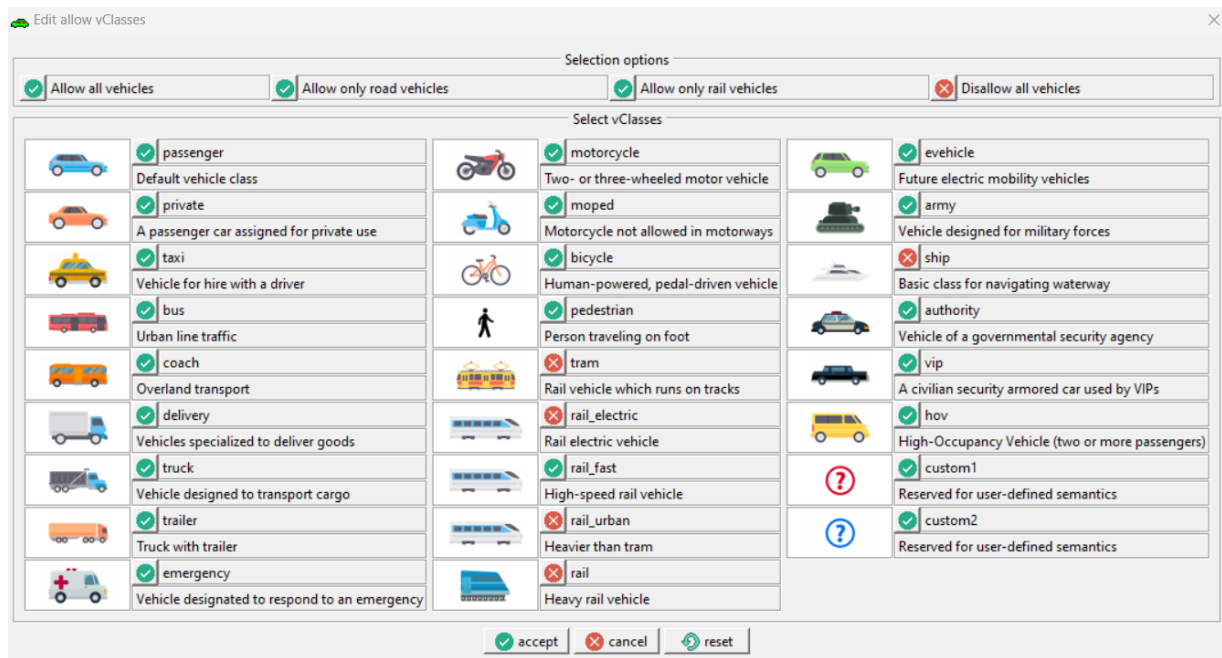 Edit allow vClasses
Selection options
Allow all vehicles
Allow only road vehicles
Allow only rail vehicles
Disallow all vehicles
Select vClasses
passenger
Default vehicle class
private
A passenger car assigned for private use
taxi
Vehicle for hire with a driver
bus
Urban line traffic
coach
Overland transport
delivery
Vehicles specialized to deliver goods
truck
Vehicle designed to transport cargo
trailer
Truck with trailer
emergency
Vehicle designated to respond to an emergency
motorcycle
Two- or three-wheeled motor vehicle
moped
Motorcycle not allowed in motorways
bicycle
Human-powered, pedal-driven vehicle
pedestrian
Person traveling on foot
tram
Rail vehicle which runs on tracks
rail_electric
Rail electric vehicle
rail_fast
High-speed rail vehicle
rail_urban
Heavier than tram
rail
Heavy rail vehicle
evehicle
Future electric mobility vehicles
army
Vehicle designed for military forces
ship
Basic class for navigating waterway
authority
Vehicle of a governmental security agency
vip
A civilian security armored car used by VIPs
hov
High-Occupancy Vehicle (two or more passengers)
?
custom1
Reserved for user-defined semantics
?
custom2
Reserved for user-defined semantics
accept
cancel
reset